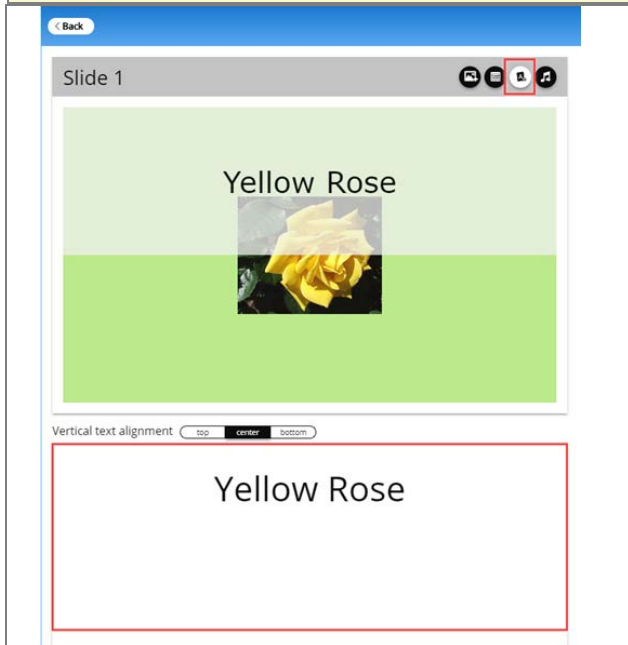 Back
Slide 1
Yellow Rose
Vertical text alignment top center bottom
Yellow Rose